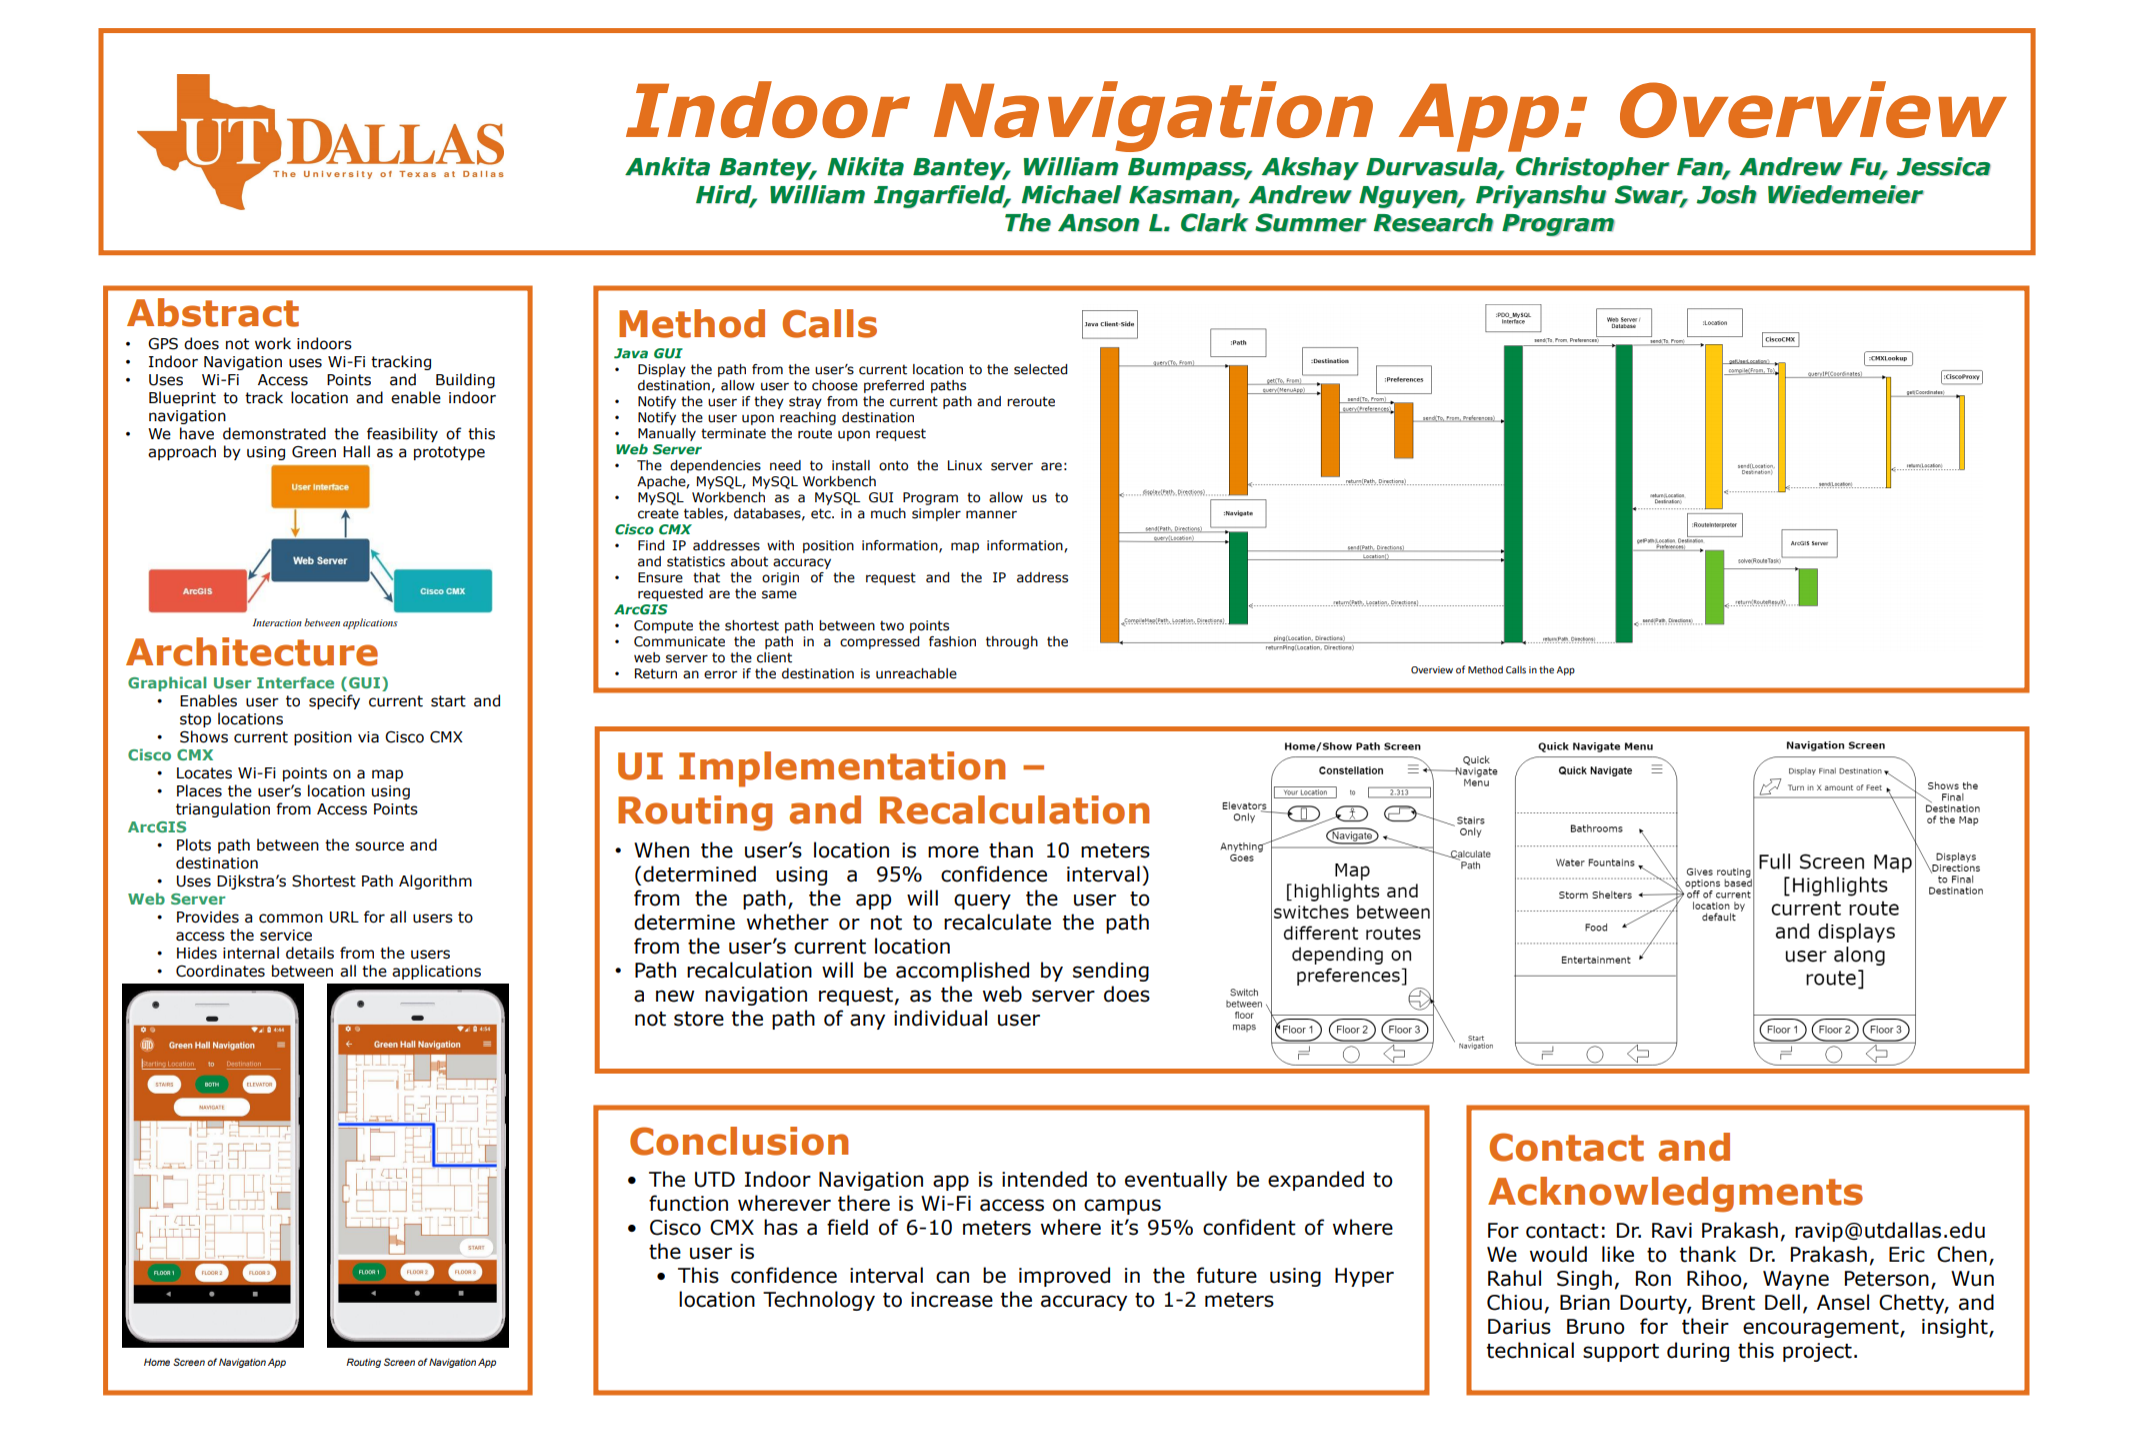 UT DALLAS
The University of Texas at Dallas
Indoor Navigation App: Overview
Ankita Bantey, Nikita Bantey, William Bumpass, Akshay Durvasula, Christopher Fan, Andrew Fu, Jessica
Hird, William Ingarfield, Michael Kasman, Andrew Nguyen, Priyanshu Swar, Josh Wiedemeier
The Anson L. Clark Summer Research Program
Abstract
• GPS does not work indoors
• Indoor Navigation uses Wi-Fi tracking
• Uses Wi-Fi Access Points and Building
Blueprint to track location and enable indoor
navigation
• We have demonstrated the feasibility of this
approach by using Green Hall as a prototype
User Interface
Web Server
ArcGIS
Cisco CMX
Interaction between applications
Architecture
Graphical User Interface (GUI)
• Enables user to specify current start and
stop locations
• Shows current position via Cisco CMX
Cisco CMX
• Locates Wi-Fi points on a map
• Places the user's location using
triangulation from Access Points
ArcGIS
• Plots path between the source and
destination
• Uses Dijkstra's Shortest Path Algorithm
Web Server
• Provides a common URL for all users to
access the service
• Hides internal details from the users
• Coordinates between all the applications
4:44
Green Hall Navigation
Starting Location to Destination
STAIRS BOTH ELEVATOR
NAVIGATE
FLOOR 1 FLOOR 2 FLOOR 3
Home Screen of Navigation App
4:54
Green Hall Navigation
START
FLOOR 1 FLOOR 2 FLOOR 3
Routing Screen of Navigation App
Method Calls
Java GUI
• Display the path from the user's current location to the selected
destination, allow user to choose preferred paths
• Notify the user if they stray from the current path and reroute
• Notify the user upon reaching destination
• Manually terminate the route upon request
Web Server
• The dependencies need to install onto the Linux server are:
Apache, MySQL, MySQL Workbench
• MySQL Workbench as a MySQL GUI Program to allow us to
create tables, databases, etc. in a much simpler manner
Cisco CMX
• Find IP addresses with position information, map information,
and statistics about accuracy
• Ensure that the origin of the request and the IP address
requested are the same
ArcGIS
• Compute the shortest path between two points
• Communicate the path in a compressed fashion through the
web server to the client
• Return an error if the destination is unreachable
Java Client-Side
:Path
:Destination
:Preferences
:PDO_MySQL
Interface
Web Server /
Database
:Location
CiscoCMX
:CMXLookup
:CiscoProxy
:Navigate
:RouteInterpreter
ArcGIS Server
query(To, From)
get(To, From)
query(MenuApp)
send(To, From)
query(Preferences)
send(To, From, Preferences)
send(To, From, Preferences)
send(To, From)
getUserLocation()
compile(From, To)
queryIP(Coordinates)
get(Coordinates)
return(Location)
send(Location)
send(Location,
Destination)
return(Location,
Destination)
return(Path, Directions)
display(Path, Directions)
send(Path, Directions)
query(Location)
send(Path, Directions)
Location()
getPath(Location, Destination,
Preferences)
solve(RouteTask)
return(RouteResult)
send(Path, Directions)
return(Path, Location, Directions)
CompileMap(Path, Location, Directions)
ping(Location, Directions)
returnPing(Location, Directions)
return(Path, Directions)
Overview of Method Calls in the App
UI Implementation –
Routing and Recalculation
• When the user's location is more than 10 meters
(determined using a 95% confidence interval)
from the path, the app will query the user to
determine whether or not to recalculate the path
from the user's current location
• Path recalculation will be accomplished by sending
a new navigation request, as the web server does
not store the path of any individual user
Home/Show Path Screen
Constellation
Quick
Navigate
Menu
Your Location to 2.313
Elevators
Only
Stairs
Only
Anything
Goes
Navigate
Calculate
Path
Map
[highlights and
switches between
different routes
depending on
preferences]
Switch
between
floor
maps
Floor 1 Floor 2 Floor 3
Start
Navigation
Quick Navigate Menu
Quick Navigate
Bathrooms
Water Fountains
Storm Shelters
Food
Entertainment
Gives routing
options based
off of current
location by
default
Navigation Screen
Display Final Destination
Turn in X amount of Feet
Shows the
Final
Destination
of the Map
Displays
Directions
to Final
Destination
Full Screen Map
[Highlights
current route
and displays
user along
route]
Floor 1 Floor 2 Floor 3
Conclusion
• The UTD Indoor Navigation app is intended to eventually be expanded to
function wherever there is Wi-Fi access on campus
• Cisco CMX has a field of 6-10 meters where it's 95% confident of where
the user is
• This confidence interval can be improved in the future using Hyper
location Technology to increase the accuracy to 1-2 meters
Contact and
Acknowledgments
For contact: Dr. Ravi Prakash, ravip@utdallas.edu
We would like to thank Dr. Prakash, Eric Chen,
Rahul Singh, Ron Rihoo, Wayne Peterson, Wun
Chiou, Brian Dourty, Brent Dell, Ansel Chetty, and
Darius Bruno for their encouragement, insight,
technical support during this project.